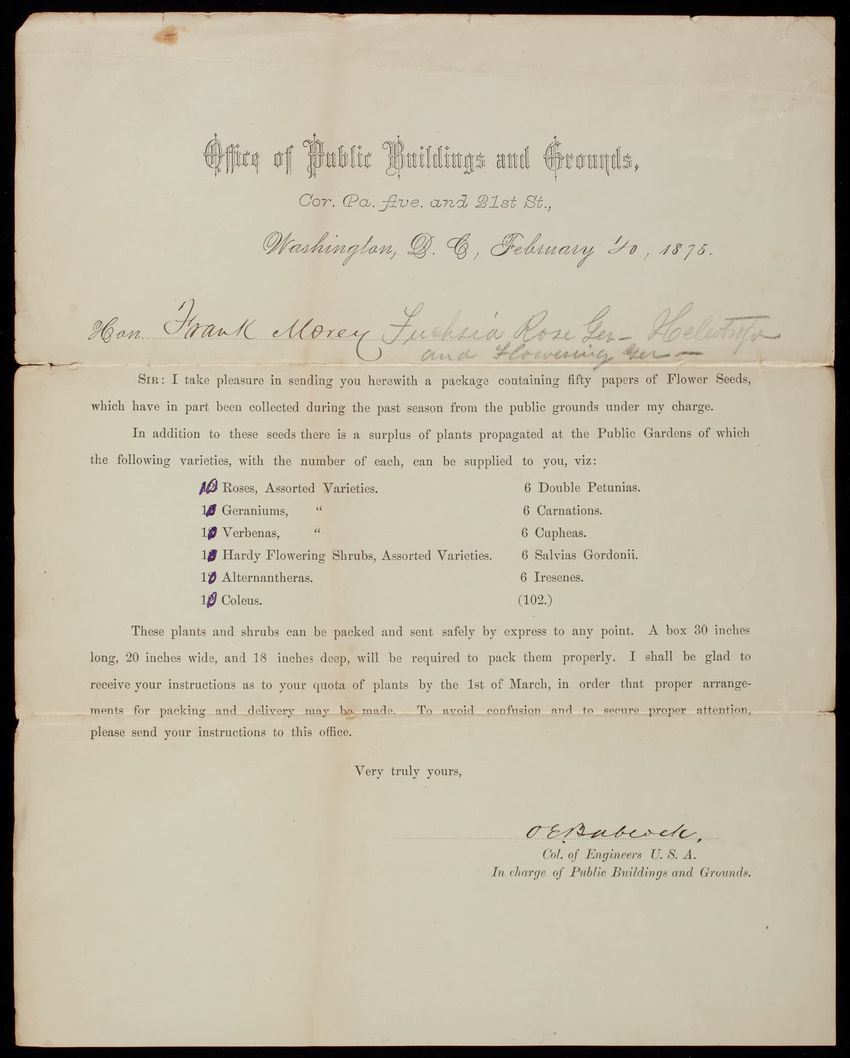 Office of Public Buildings and Grounds,
Cor. Pa. Ave. and 21st St.,
Washington, D. C., February 10, 1875.
Hon. Frank Morey Fuchsia Rose Ger— Heliotrope
and Flowering Ger—
SIR: I take pleasure in sending you herewith a package containing fifty papers of Flower Seeds,
which have in part been collected during the past season from the public grounds under my charge.
In addition to these seeds there is a surplus of plants propagated at the Public Gardens of which
the following varieties, with the number of each, can be supplied to you, viz:
10 Roses, Assorted Varieties. 6 Double Petunias.
10 Geraniums, “ 6 Carnations.
10 Verbenas, “ 6 Cupheas.
10 Hardy Flowering Shrubs, Assorted Varieties. 6 Salvias Gordonii.
10 Alternantheras. 6 Iresenes.
10 Coleus. (102.)
These plants and shrubs can be packed and sent safely by express to any point. A box 30 inches
long, 20 inches wide, and 18 inches deep, will be required to pack them properly. I shall be glad to
receive your instructions as to your quota of plants by the 1st of March, in order that proper arrange-
ments for packing and delivery may be made. To avoid confusion and to secure proper attention,
please send your instructions to this office.
Very truly yours,
O E Babcock,
Col. of Engineers U. S. A.
In charge of Public Buildings and Grounds.